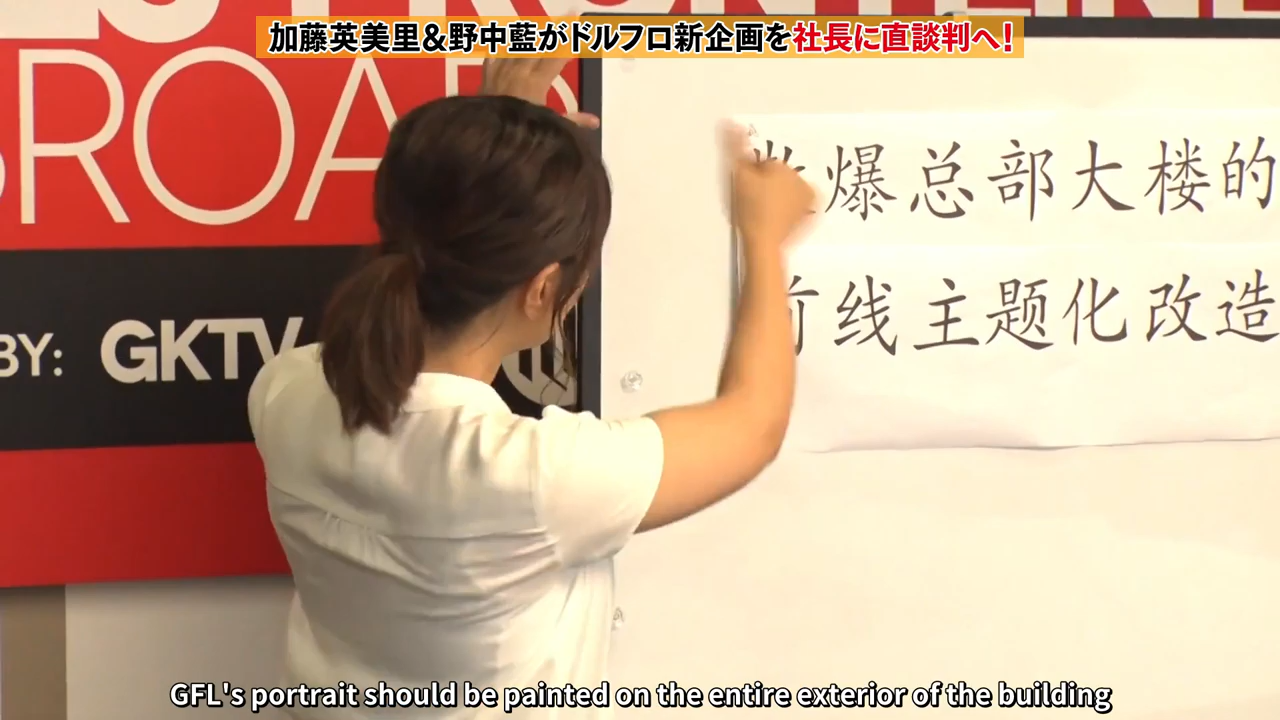 加藤英美里&野中藍がドルフロ新企画を社長に直談判へ！
BROA
BY: GKTV
爆总部大楼的
前线主题化改造
GFL's portrait should be painted on the entire exterior of the building